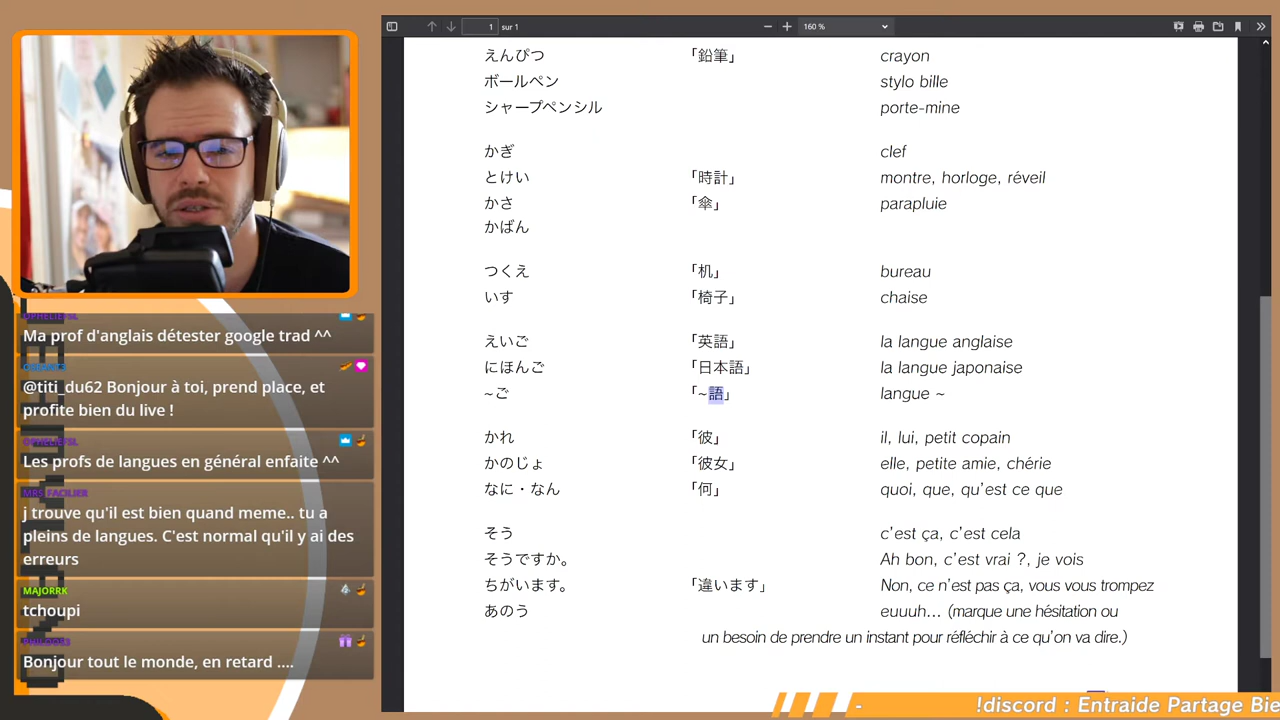 1 sur 1
160 %
えんぴつ 「鉛筆」 crayon
ボールペン stylo bille
シャープペンシル porte-mine
かぎ clef
とけい 「時計」 montre, horloge, réveil
かさ 「傘」 parapluie
かばん
つくえ 「机」 bureau
いす 「椅子」 chaise
えいご 「英語」 la langue anglaise
にほんご 「日本語」 la langue japonaise
~ご 「~語」 langue ~
かれ 「彼」 il, lui, petit copain
かのじょ 「彼女」 elle, petite amie, chérie
なに・なん 「何」 quoi, que, qu'est ce que
そう c'est ça, c'est cela
そうですか。 Ah bon, c'est vrai ?, je vois
ちがいます。 「違います」 Non, ce n'est pas ça, vous vous trompez
あのう euuuh… (marque une hésitation ou
un besoin de prendre un instant pour réfléchir à ce qu'on va dire.)
OPHELIEFSL
Ma prof d'anglais détester google trad ^^
@titi_du62 Bonjour à toi, prend place, et
profite bien du live !
OPHELIEFSL
Les profs de langues en général enfaite ^^
MRS FACILIER
j trouve qu'il est bien quand meme.. tu a
pleins de langues. C'est normal qu'il y ai des
erreurs
MAJORRK
tchoupi
Bonjour tout le monde, en retard ....
- !discord : Entraide Partage Bie